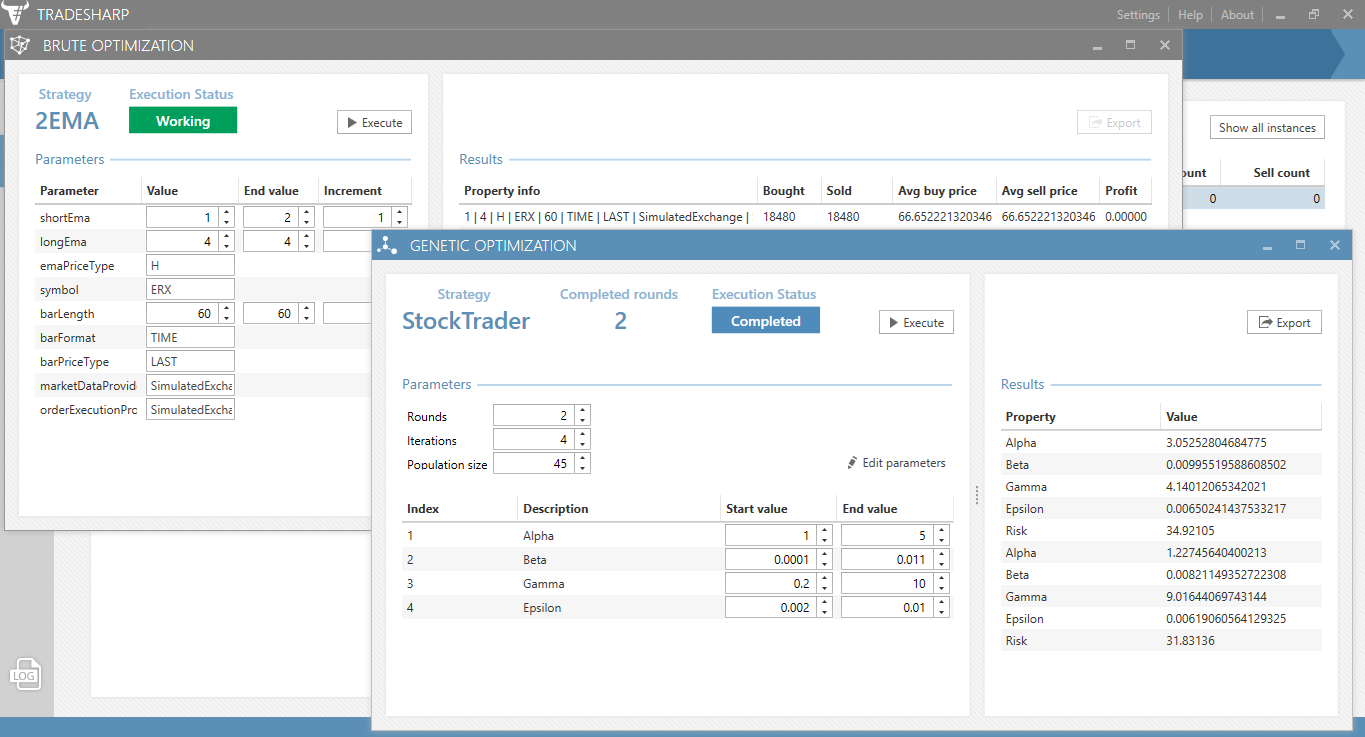 TRADESHARP
Settings Help About
BRUTE OPTIMIZATION
Strategy Execution Status
2EMA Working Execute
Parameters
Parameter Value End value Increment
shortEma 1 2 1
longEma 4 4
emaPriceType H
symbol ERX
barLength 60 60
barFormat TIME
barPriceType LAST
marketDataProvid SimulatedExcha
orderExecutionPro SimulatedExcha
Export
Results
Property info Bought Sold Avg buy price Avg sell price Profit
1 | 4 | H | ERX | 60 | TIME | LAST | SimulatedExchange | 18480 18480 66.652221320346 66.652221320346 0.00000
Show all instances
ount Sell count
0 0
GENETIC OPTIMIZATION
Strategy Completed rounds Execution Status
StockTrader 2 Completed Execute
Parameters
Rounds 2
Iterations 4
Population size 45
Edit parameters
Index Description Start value End value
1 Alpha 1 5
2 Beta 0.0001 0.011
3 Gamma 0.2 10
4 Epsilon 0.002 0.01
Export
Results
Property Value
Alpha 3.05252804684775
Beta 0.00995519588608502
Gamma 4.14012065342021
Epsilon 0.00650241437533217
Risk 34.92105
Alpha 1.22745640400213
Beta 0.00821149352722308
Gamma 9.01644069743144
Epsilon 0.00619060564129325
Risk 31.83136
LOG